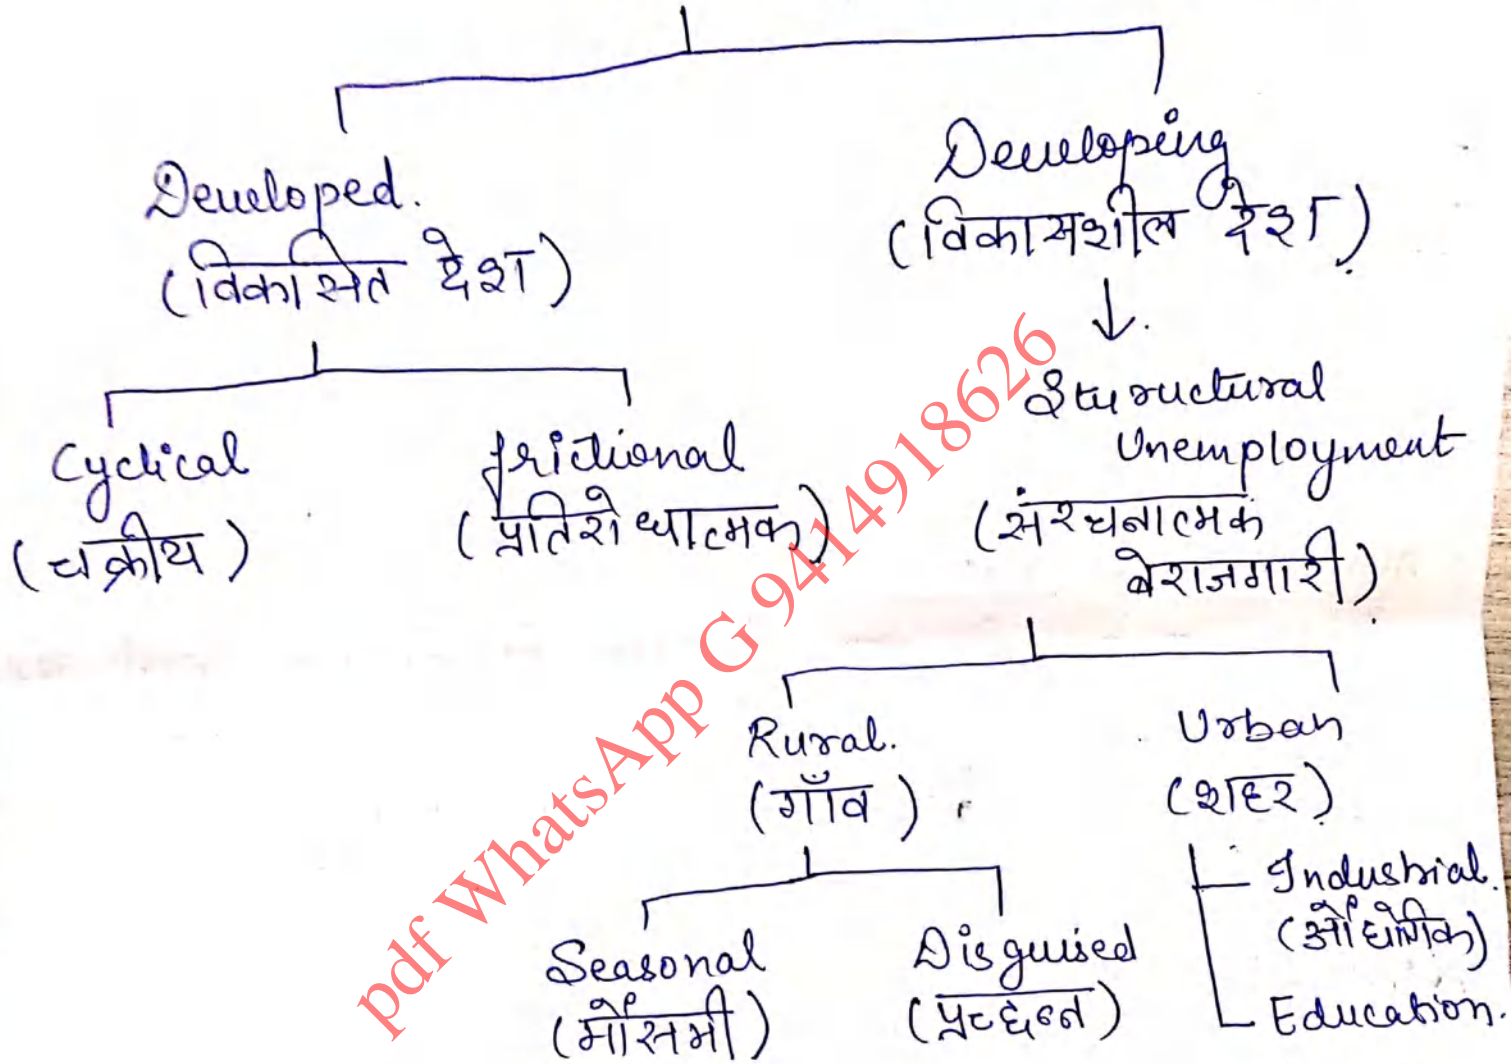 Developed.
(विकासित देश)
Developing
(विकासशील देश)
Cyclical
(चक्रीय)
frictional
(प्रतिरोधात्मक)
Structural
Unemployment
(संरचनात्मक
बेराजगारी)
Rural.
(गाँव)
Urban
(शहर)
Seasonal
(मौसमी)
Disguised
(प्रच्छन्न)
Industrial.
(औद्योगिक)
Education.
pdf WhatsApp G 9414918626